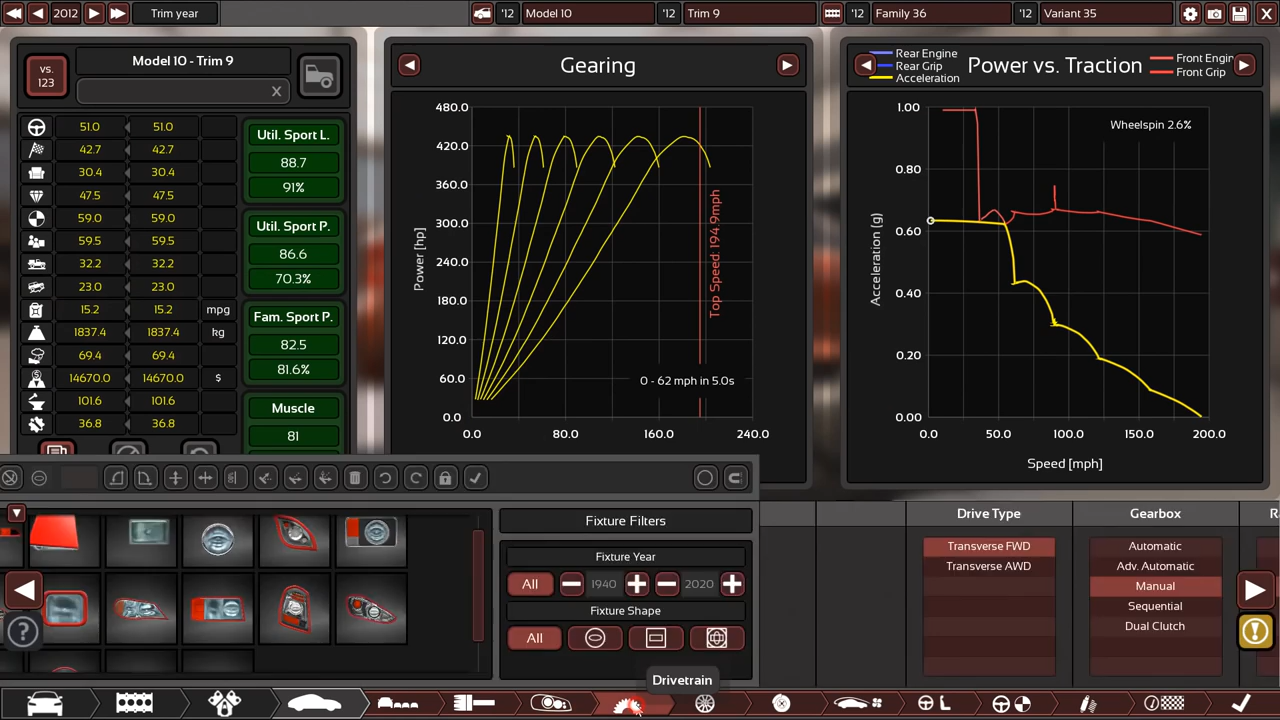 2012
Trim year
'12
Model 10
'12
Trim 9
'12
Family 36
'12
Variant 35
vs.
123
Model 10 - Trim 9
X
51.0 51.0
42.7 42.7
30.4 30.4
47.5 47.5
59.0 59.0
59.5 59.5
32.2 32.2
23.0 23.0
15.2 15.2 mpg
1837.4 1837.4 kg
69.4 69.4
14670.0 14670.0 $
101.6 101.6
36.8 36.8
Util. Sport L.
88.7
91%
Util. Sport P.
86.6
70.3%
Fam. Sport P.
82.5
81.6%
Muscle
81
Gearing
480.0
420.0
360.0
300.0
240.0
180.0
120.0
60.0
0.0
Power [hp]
Top Speed: 194.9mph
0 - 62 mph in 5.0s
0.0 80.0 160.0 240.0
Rear Engine
Rear Grip
Acceleration
Power vs. Traction
Front Engin
Front Grip
Wheelspin 2.6%
1.00
0.80
0.60
0.40
0.20
0.00
Acceleration (g)
0.0 50.0 100.0 150.0 200.0
Speed [mph]
Fixture Filters
Fixture Year
All
1940
2020
Fixture Shape
All
Drive Type
Transverse FWD
Transverse AWD
Gearbox
Automatic
Adv. Automatic
Manual
Sequential
Dual Clutch
Drivetrain